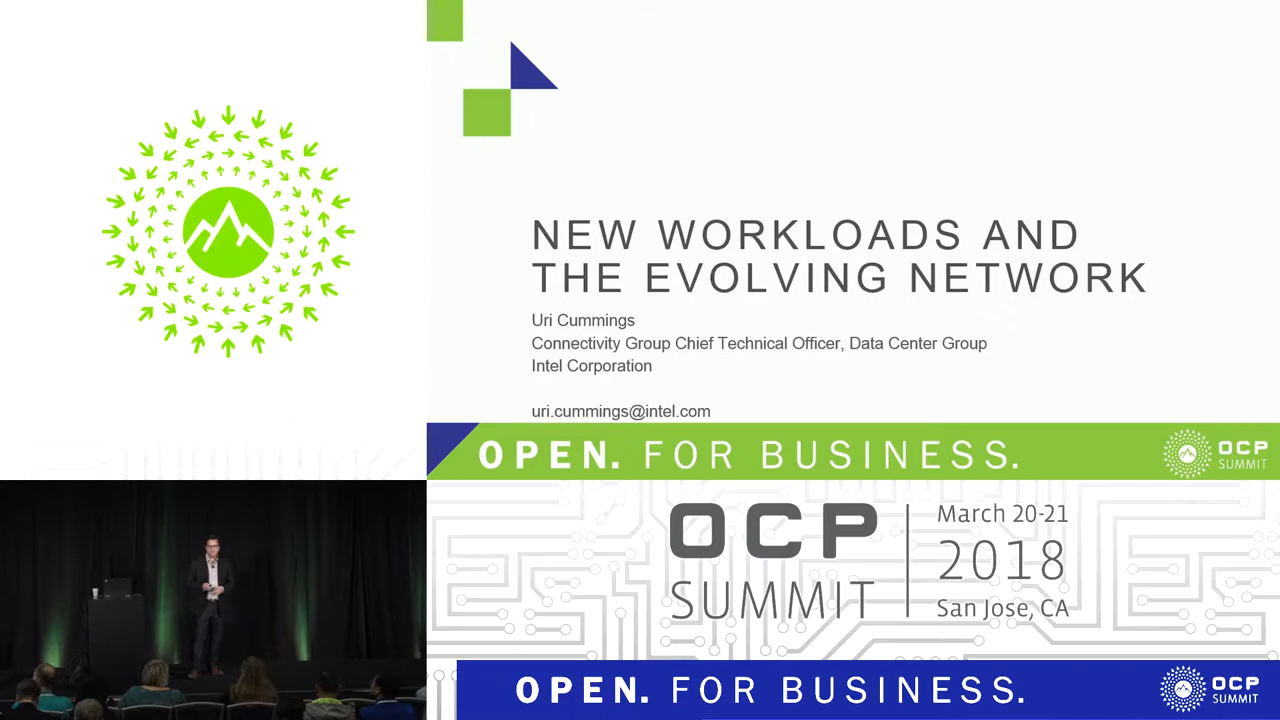 NEW WORKLOADS AND
THE EVOLVING NETWORK
Uri Cummings
Connectivity Group Chief Technical Officer, Data Center Group
Intel Corporation
uri.cummings@intel.com
OPEN. FOR BUSINESS.
OCP
SUMMIT
OCP
SUMMIT
March 20-21
2018
San Jose, CA
OPEN. FOR BUSINESS.
OCP
SUMMIT